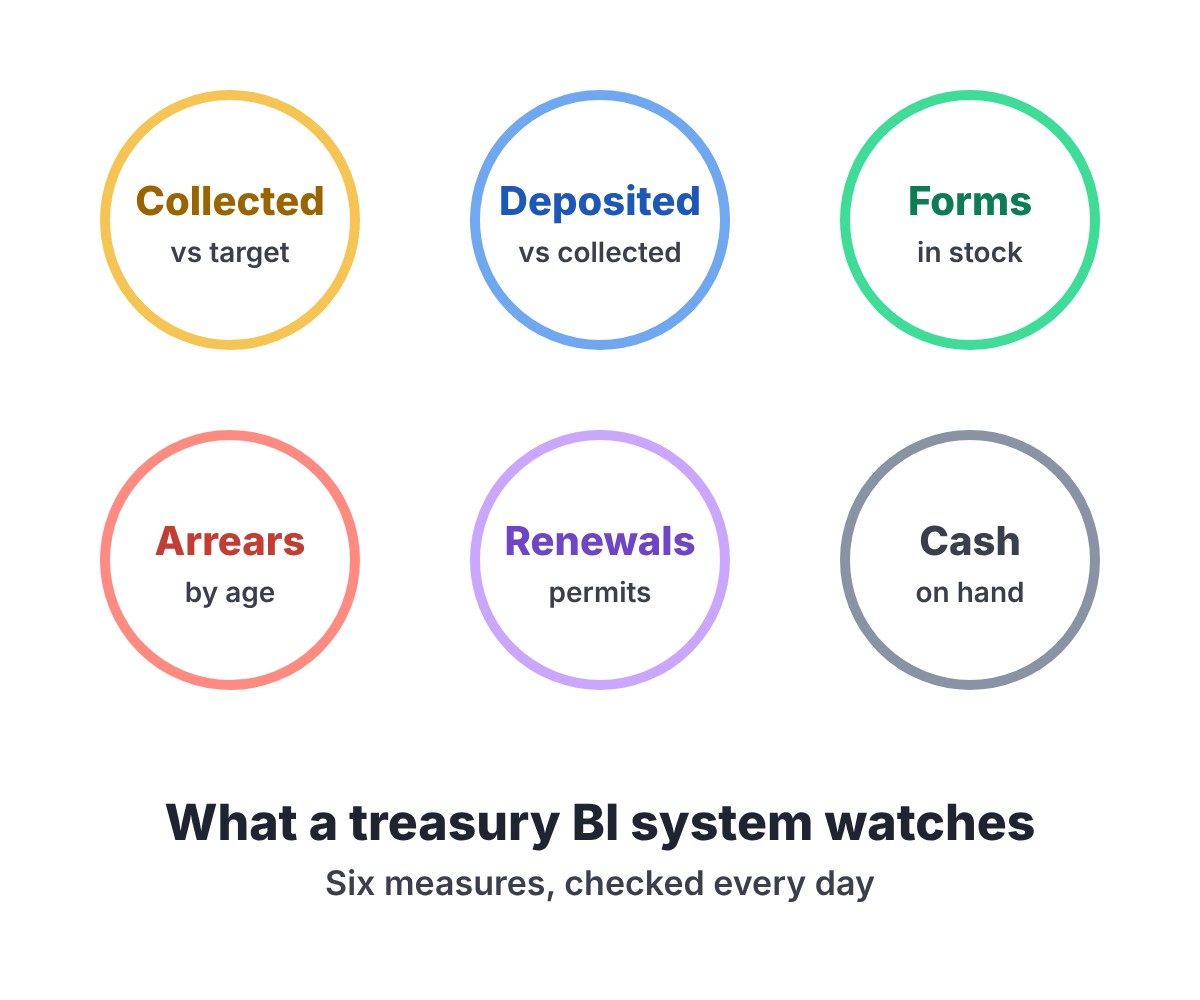 Collected
vs target
Deposited
vs collected
Forms
in stock
Arrears
by age
Renewals
permits
Cash
on hand
What a treasury BI system watches
Six measures, checked every day